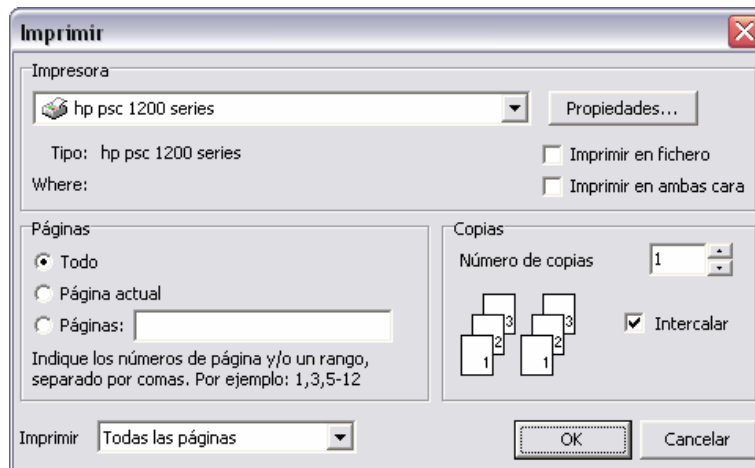 Imprimir
Impresora
hp psc 1200 series
Propiedades...
Tipo: hp psc 1200 series
Imprimir en fichero
Where:
Imprimir en ambas cara
Páginas
Todo
Página actual
Páginas:
Indique los números de página y/o un rango,
separado por comas. Por ejemplo: 1,3,5-12
Copias
Número de copias
1
3
2
1
3
2
1
Intercalar
Imprimir
Todas las páginas
OK
Cancelar